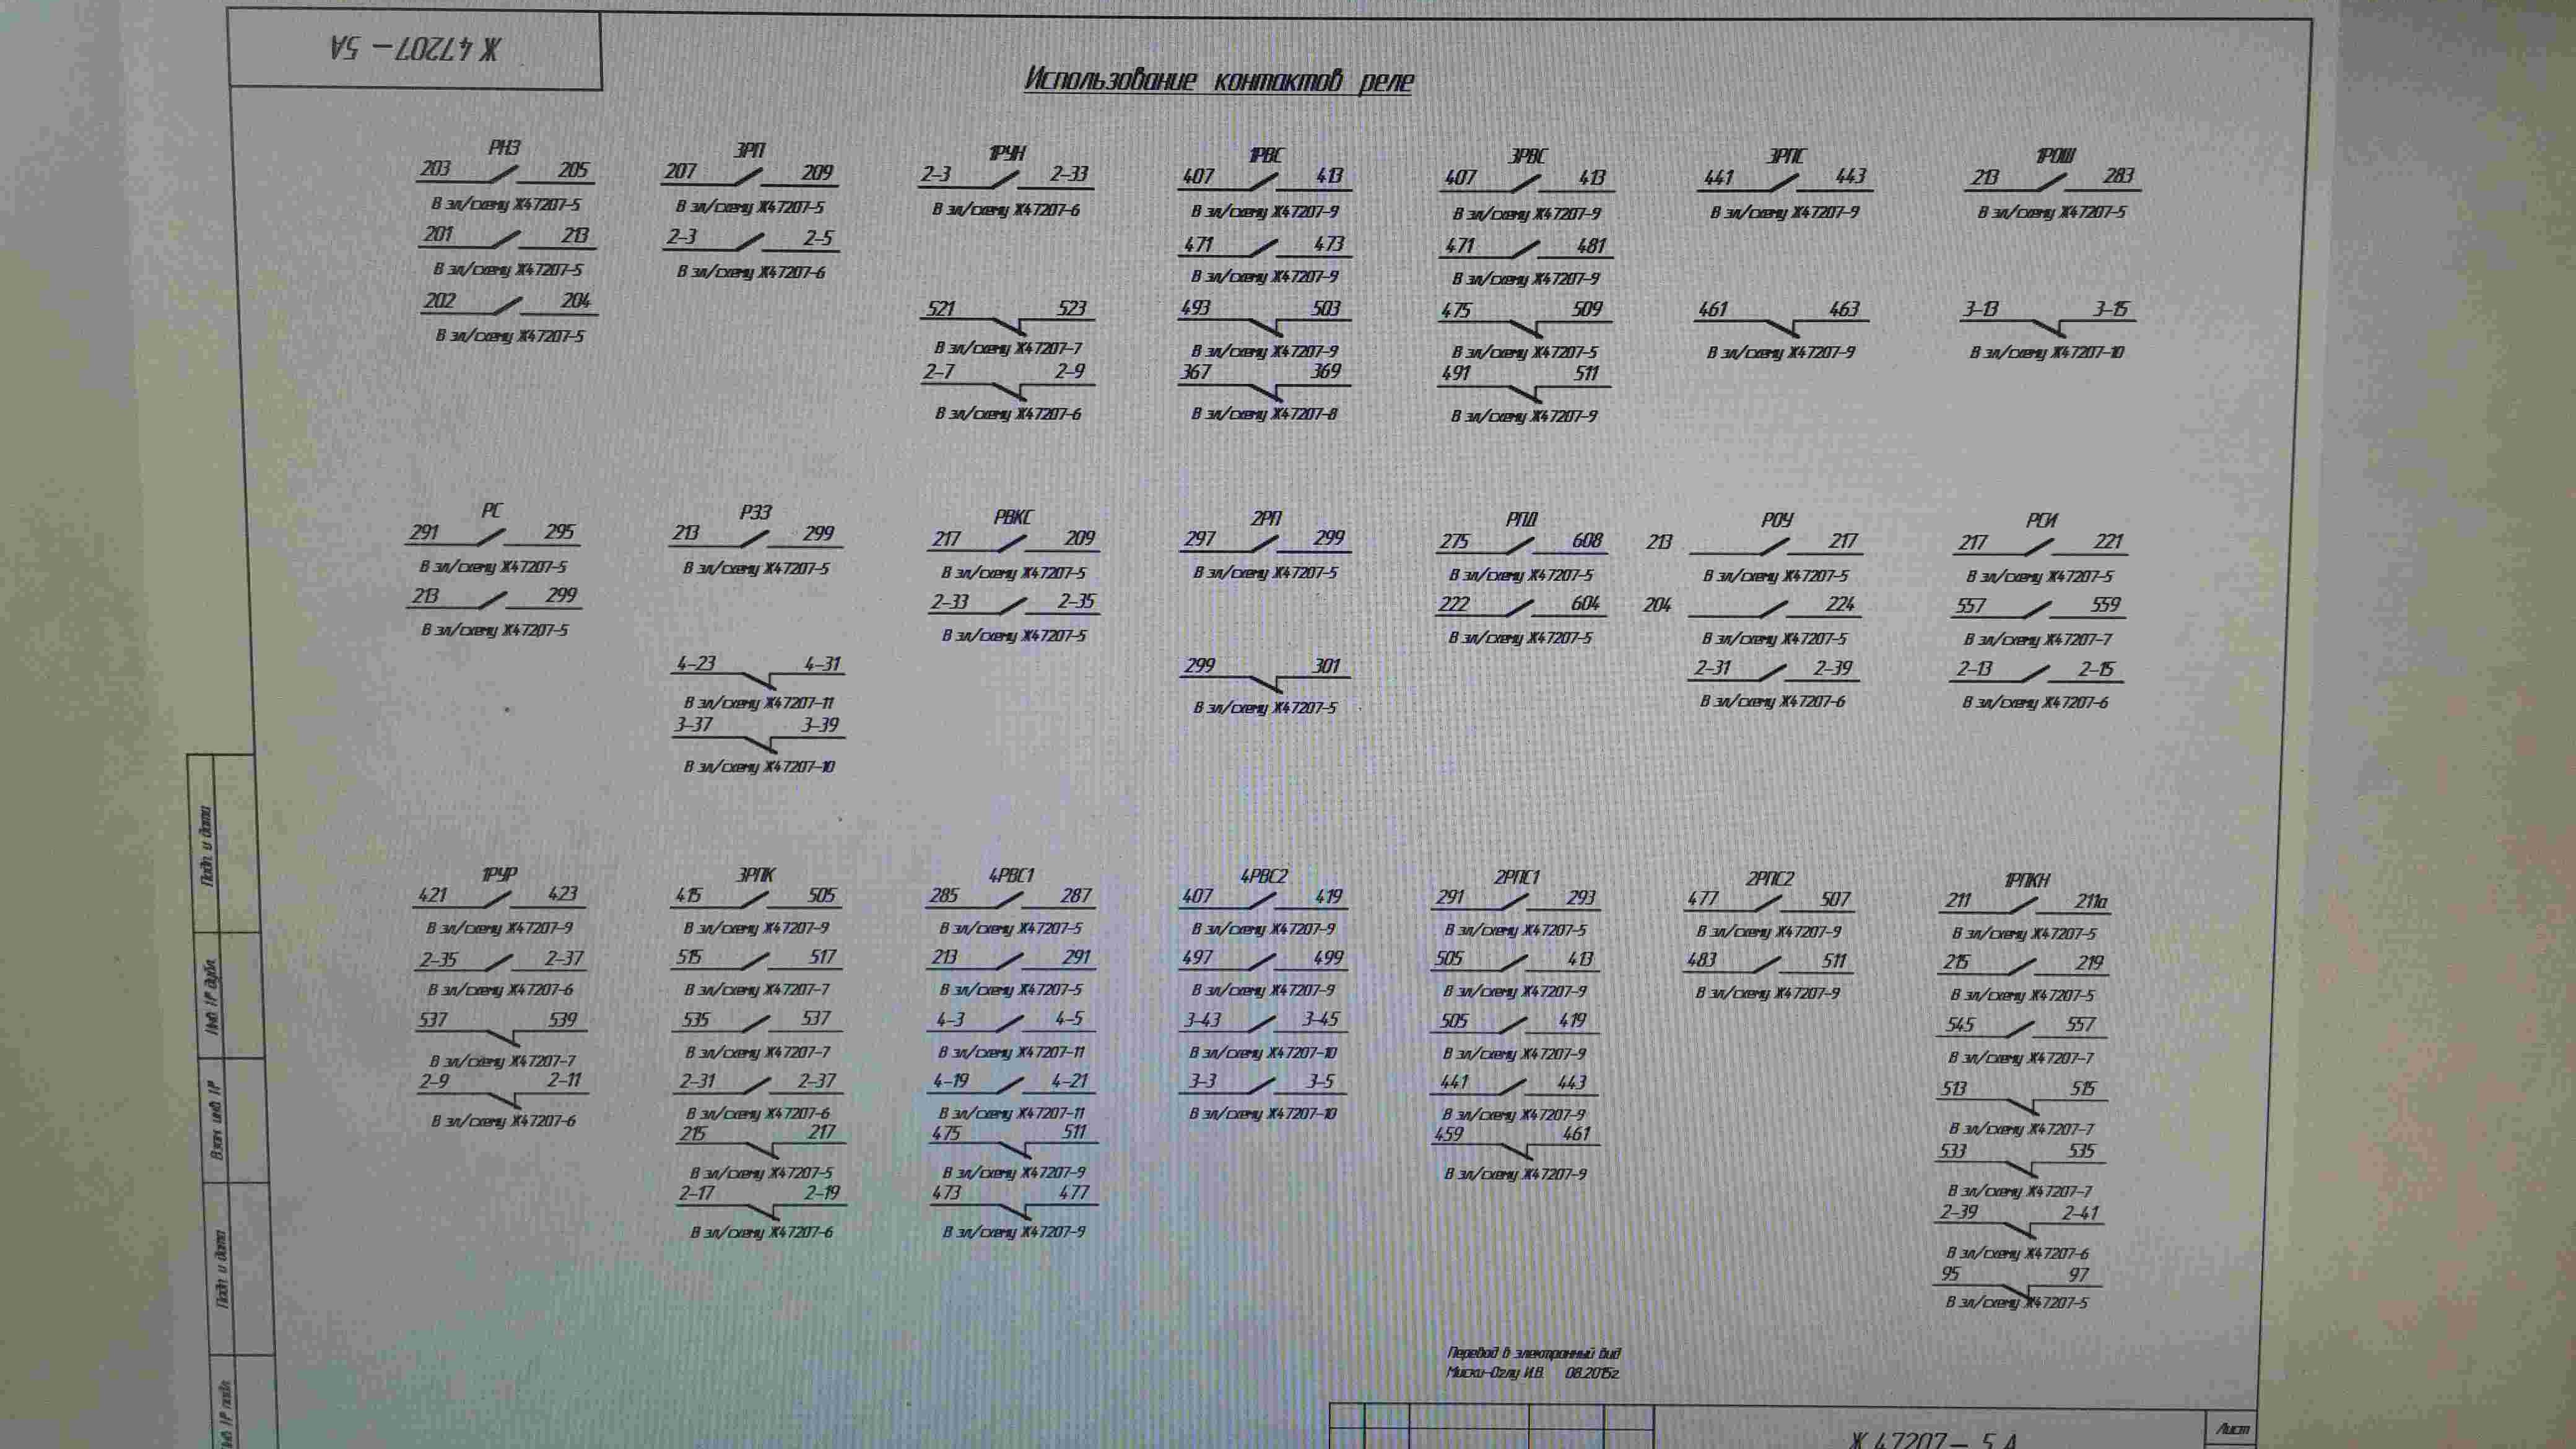 Ж 47207– 5А
Использование контактов реле
РНЗ
203 205
В эл/схему Ж47207–5
201 213
В эл/схему Ж47207–5
202 204
В эл/схему Ж47207–5
3РП
207 209
В эл/схему Ж47207–5
2–3 2–5
В эл/схему Ж47207–6
1РУН
2–3 2–33
В эл/схему Ж47207–6
521 523
В эл/схему Ж47207–7
2–7 2–9
В эл/схему Ж47207–6
1РВС
407 413
В эл/схему Ж47207–9
471 473
В эл/схему Ж47207–9
493 503
В эл/схему Ж47207–9
367 369
В эл/схему Ж47207–8
3РВС
407 413
В эл/схему Ж47207–9
471 481
В эл/схему Ж47207–9
475 509
В эл/схему Ж47207–5
491 511
В эл/схему Ж47207–9
3РПС
441 443
В эл/схему Ж47207–9
461 463
В эл/схему Ж47207–9
1РОШ
213 283
В эл/схему Ж47207–5
3–13 3–15
В эл/схему Ж47207–10
РС
291 295
В эл/схему Ж47207–5
213 299
В эл/схему Ж47207–5
РЗЗ
213 299
В эл/схему Ж47207–5
4–23 4–31
В эл/схему Ж47207–11
3–37 3–39
В эл/схему Ж47207–10
РВКС
217 209
В эл/схему Ж47207–5
2–33 2–35
В эл/схему Ж47207–5
2РП
297 299
В эл/схему Ж47207–5
299 301
В эл/схему Ж47207–5
РПД
275 608
В эл/схему Ж47207–5
222 604
В эл/схему Ж47207–5
РОУ
213 217
В эл/схему Ж47207–5
204 224
В эл/схему Ж47207–5
2–31 2–39
В эл/схему Ж47207–6
РСИ
217 221
В эл/схему Ж47207–5
557 559
В эл/схему Ж47207–7
2–13 2–15
В эл/схему Ж47207–6
1РУР
421 423
В эл/схему Ж47207–9
2–35 2–37
В эл/схему Ж47207–6
537 539
В эл/схему Ж47207–7
2–9 2–11
В эл/схему Ж47207–6
3РПК
415 505
В эл/схему Ж47207–9
515 517
В эл/схему Ж47207–7
535 537
В эл/схему Ж47207–7
2–31 2–37
В эл/схему Ж47207–6
215 217
В эл/схему Ж47207–5
2–17 2–19
В эл/схему Ж47207–6
4РВС1
285 287
В эл/схему Ж47207–5
213 291
В эл/схему Ж47207–5
4–3 4–5
В эл/схему Ж47207–11
4–19 4–21
В эл/схему Ж47207–11
475 511
В эл/схему Ж47207–9
473 477
В эл/схему Ж47207–9
4РВС2
407 419
В эл/схему Ж47207–9
497 499
В эл/схему Ж47207–9
3–43 3–45
В эл/схему Ж47207–10
3–3 3–5
В эл/схему Ж47207–10
2РПС1
291 293
В эл/схему Ж47207–5
505 413
В эл/схему Ж47207–9
505 419
В эл/схему Ж47207–9
441 443
В эл/схему Ж47207–9
459 461
В эл/схему Ж47207–9
2РПС2
477 507
В эл/схему Ж47207–9
483 511
В эл/схему Ж47207–9
1РПКН
211 211а
В эл/схему Ж47207–5
215 219
В эл/схему Ж47207–5
545 557
В эл/схему Ж47207–7
513 515
В эл/схему Ж47207–7
533 535
В эл/схему Ж47207–7
2–39 2–41
В эл/схему Ж47207–6
95 97
В эл/схему Ж47207–5
Подп. и дата
Инв № дубл.
Взам. инв №
Подп. и дата
Инв № подл.
Перевод в электронный вид
Миски-Оглу И.В. 08.2015г.
Ж 47207– 5 А
Лист